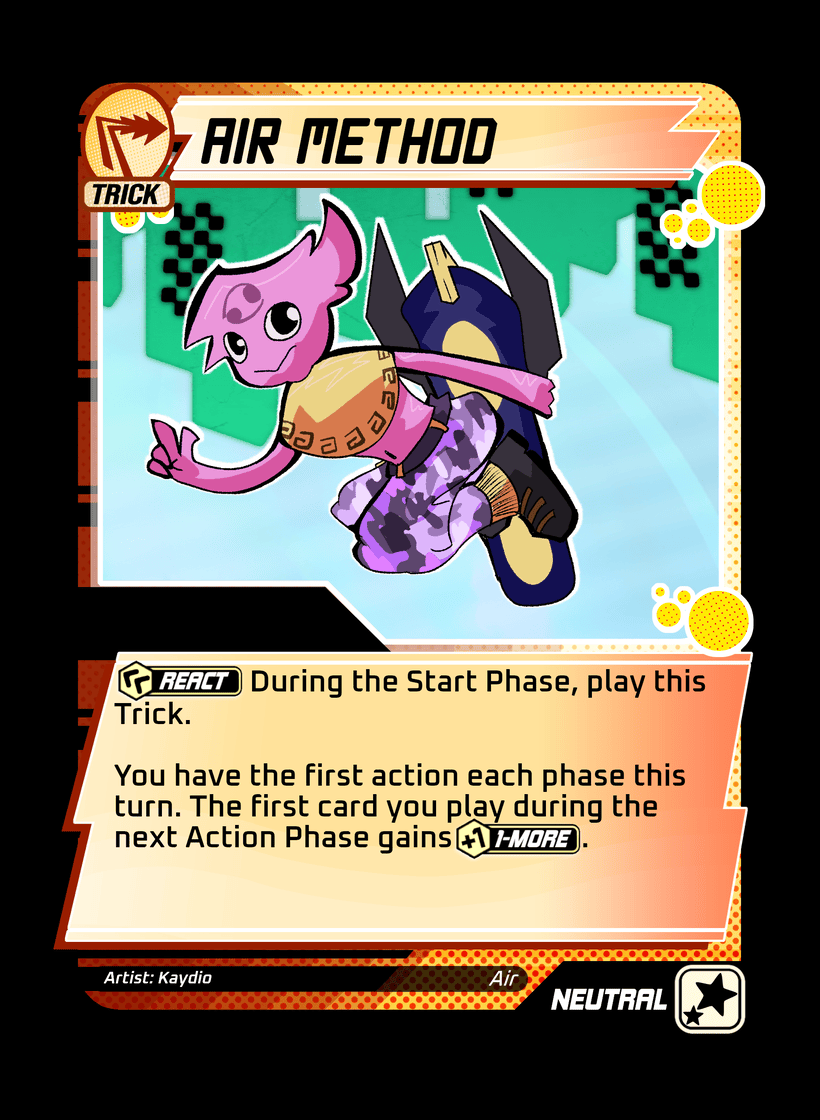 AIR METHOD
TRICK
REACT During the Start Phase, play this
Trick.
You have the first action each phase this
turn. The first card you play during the
next Action Phase gains +1 1-MORE.
Artist: Kaydio
Air
NEUTRAL